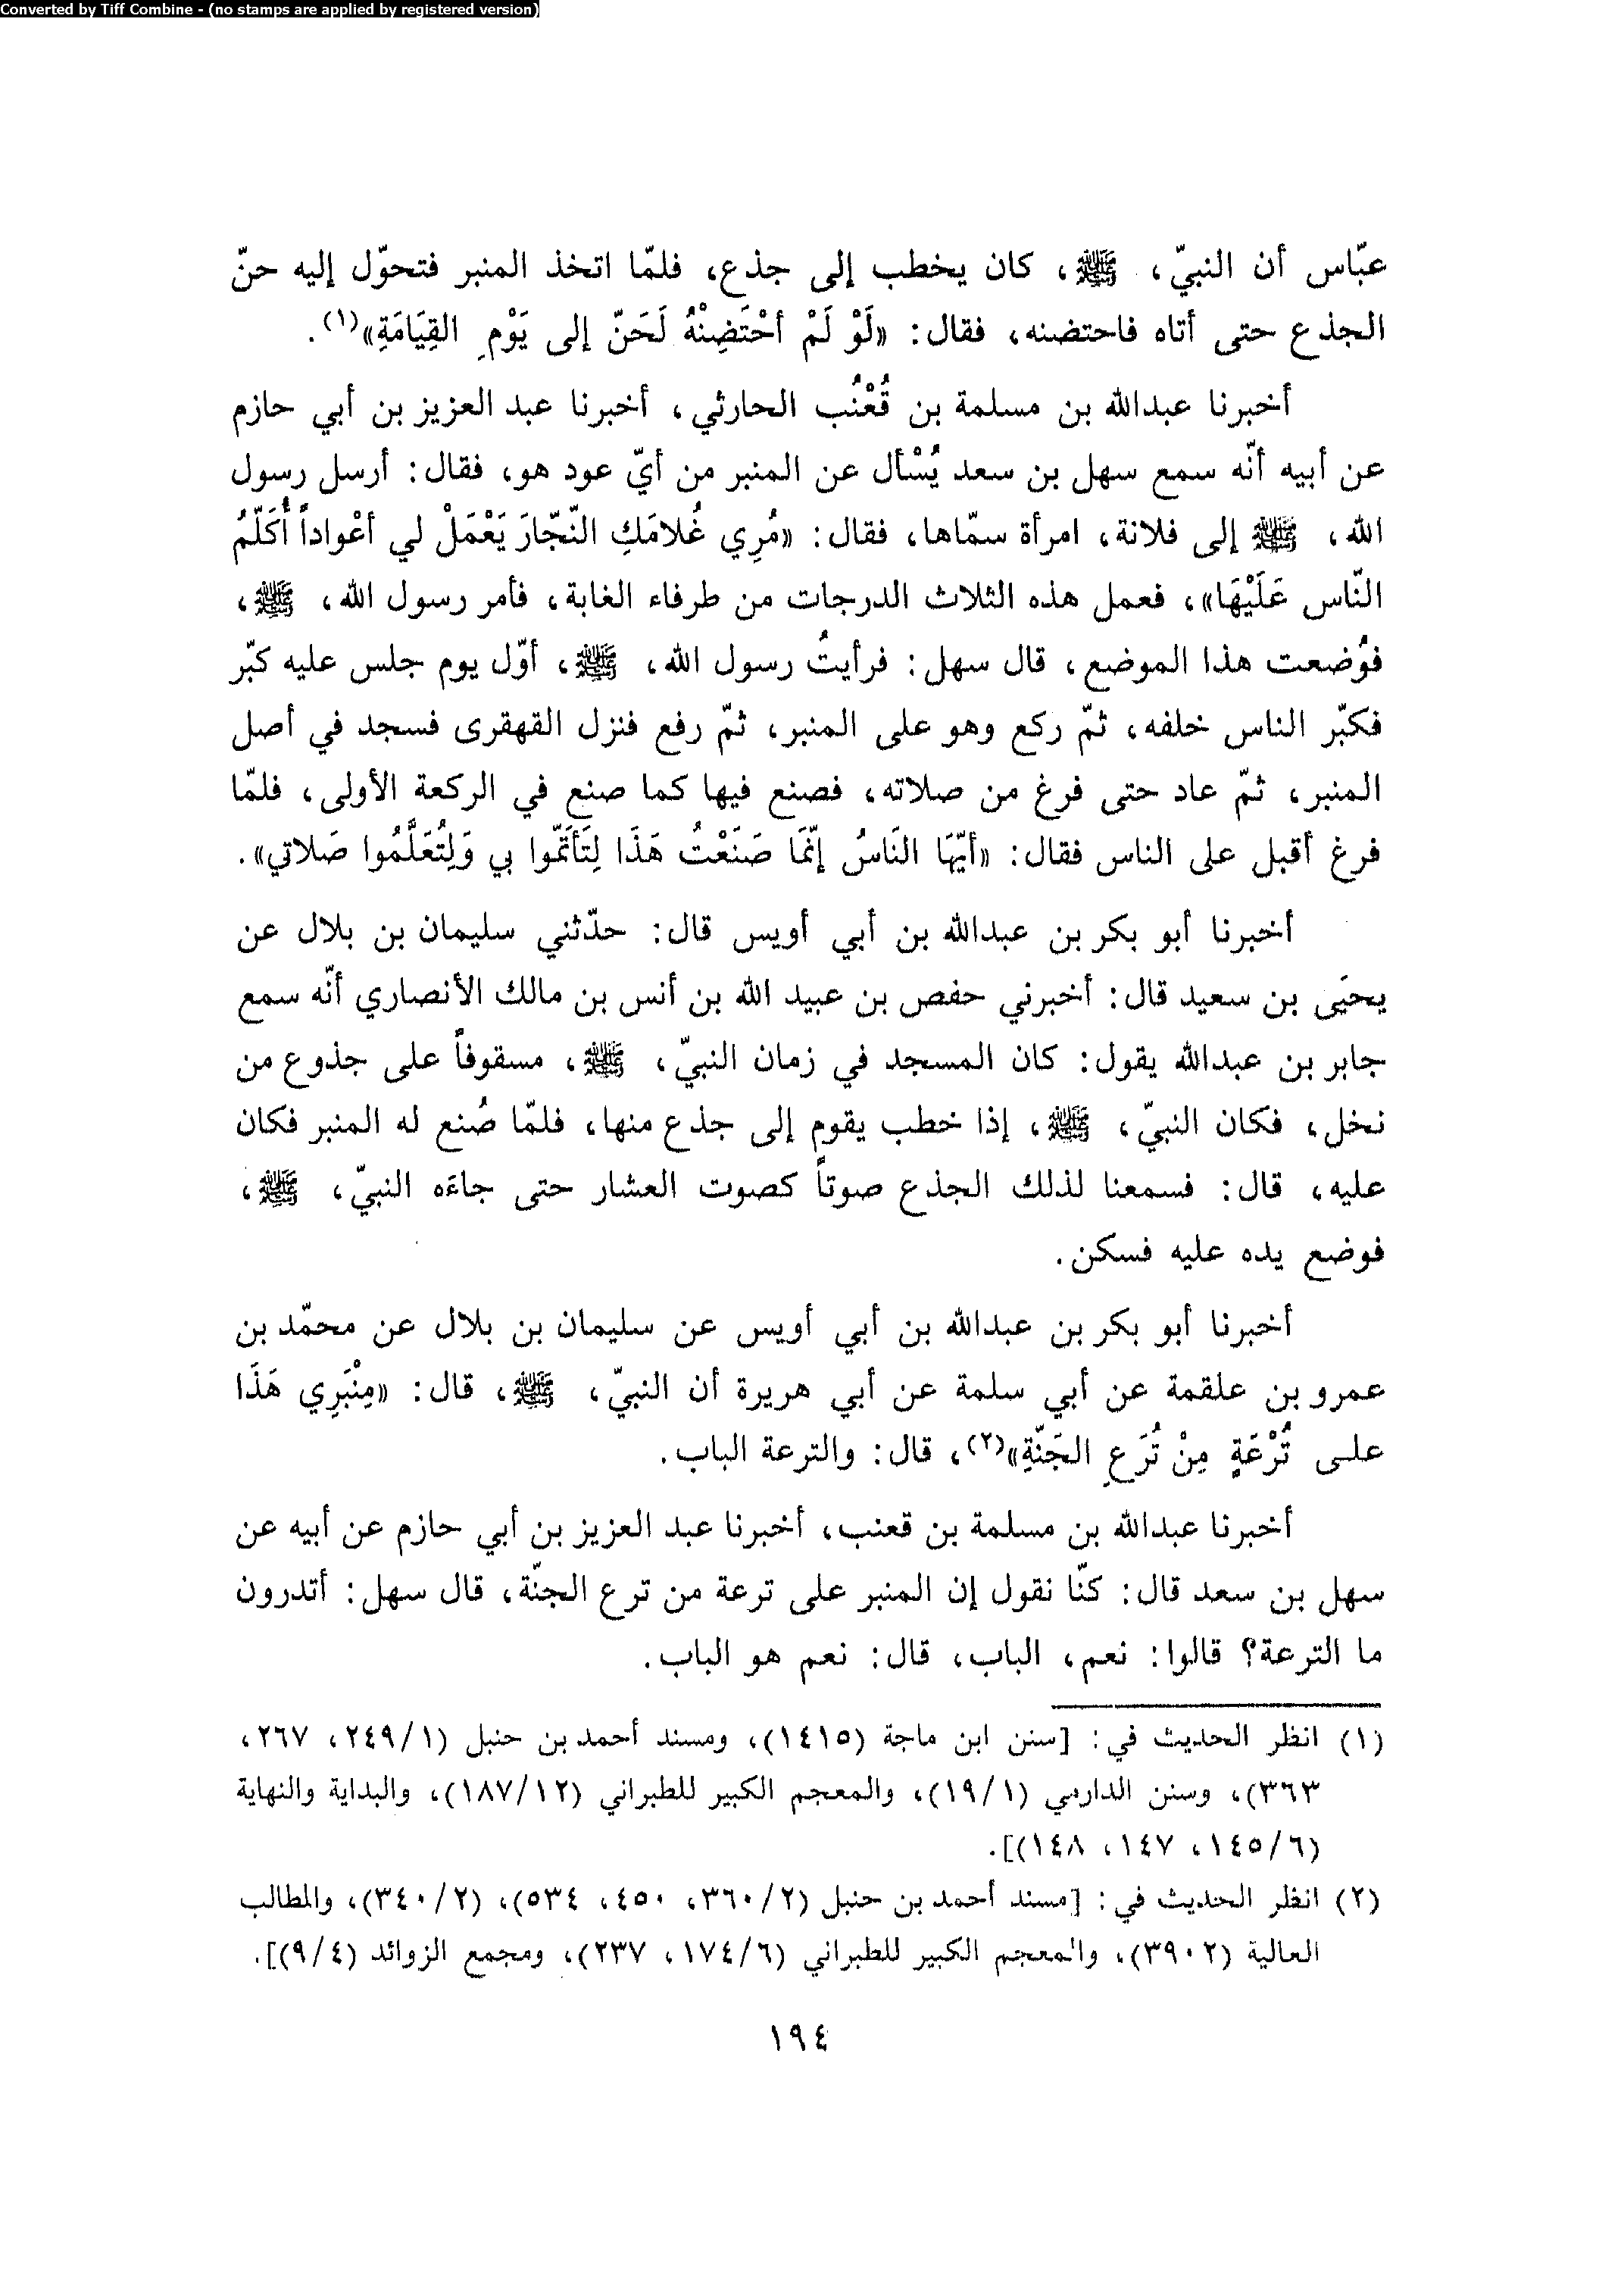 Converted by Tiff Combine - (no stamps are applied by registered version)
عبّاس أن النبيّ، ﷺ، كان يخطب إلى جذع، فلمّا اتخذ المنبر فتحوّل إليه حنّ
الجذع حتى أتاه فاحتضنه، فقال: «لَوْ لَمْ أحْتَضِنْهُ لَحَنّ إلى يَوْمِ القِيَامَةِ»(١).
أخبرنا عبدالله بن مسلمة بن قُعْنُب الحارثي، أخبرنا عبد العزيز بن أبي حازم
عن أبيه أنّه سمع سهل بن سعد يُسْأل عن المنبر من أيّ عود هو، فقال: أرسل رسول
الله، ﷺ إلى فلانة، امرأة سمّاها، فقال: «مُرِي غُلامَكِ النّجّارَ يَعْمَلْ لي أعْواداً أُكَلّمُ
النّاس عَلَيْهَا»، فعمل هذه الثلاث الدرجات من طرفاء الغابة، فأمر رسول الله، ﷺ،
فوُضعت هذا الموضع، قال سهل: فرأيتُ رسول الله، ﷺ، أوّل يوم جلس عليه كبّر
فكبّر الناس خلفه، ثمّ ركع وهو على المنبر، ثمّ رفع فنزل القهقرى فسجد في أصل
المنبر، ثمّ عاد حتى فرغ من صلاته، فصنع فيها كما صنع في الركعة الأولى، فلمّا
فرغ أقبل على الناس فقال: «أيّهَا النَاسُ إنّمَا صَنَعْتُ هَذَا لِتَأتَمّوا بي وَلِتُعَلَّمُوا صَلاتي».
أخبرنا أبو بكر بن عبدالله بن أبي أويس قال: حدّثني سليمان بن بلال عن
يحيَى بن سعيد قال: أخبرني حفص بن عبيد الله بن أنس بن مالك الأنصاري أنّه سمع
جابر بن عبدالله يقول: كان المسجد في زمان النبيّ، ﷺ، مسقوفاً على جذوع من
نخل، فكان النبيّ، ﷺ، إذا خطب يقوم إلى جذع منها، فلمّا صُنع له المنبر فكان
عليه، قال: فسمعنا لذلك الجذع صوتاً كصوت العشار حتى جاءَه النبيّ، ﷺ،
فوضع يده عليه فسكن.
أخبرنا أبو بكر بن عبدالله بن أبي أويس عن سليمان بن بلال عن محمّد بن
عمرو بن علقمة عن أبي سلمة عن أبي هريرة أن النبيّ، ﷺ، قال: «مِنْبَرِي هَذَا
على تُرْعَةٍ مِنْ تُرَعِ الجَنّةِ»(٢)، قال: والترعة الباب.
أخبرنا عبدالله بن مسلمة بن قعنب، أخبرنا عبد العزيز بن أبي حازم عن أبيه عن
سهل بن سعد قال: كنّا نقول إن المنبر على ترعة من ترع الجنّة، قال سهل: أتدرون
ما الترعة؟ قالوا: نعم، الباب، قال: نعم هو الباب.
(١) انظر الحديث في: [سنن ابن ماجة (١٤١٥)، ومسند أحمد بن حنبل (٢٤٩/١، ٢٦٧،
٣٦٣)، وسنن الدارمي (١٩/١)، والمعجم الكبير للطبراني (١٨٧/١٢)، والبداية والنهاية
(١٤٥/٦، ١٤٧، ١٤٨)].
(٢) انظر الحديث في: [مسند أحمد بن حنبل (٣٦٠/٢، ٤٥٠، ٥٣٤)، (٣٤٠/٢)، والمطالب
العالية (٣٩٠٢)، والمعجم الكبير للطبراني (١٧٤/٦، ٢٣٧)، ومجمع الزوائد (٩/٤)].
١٩٤